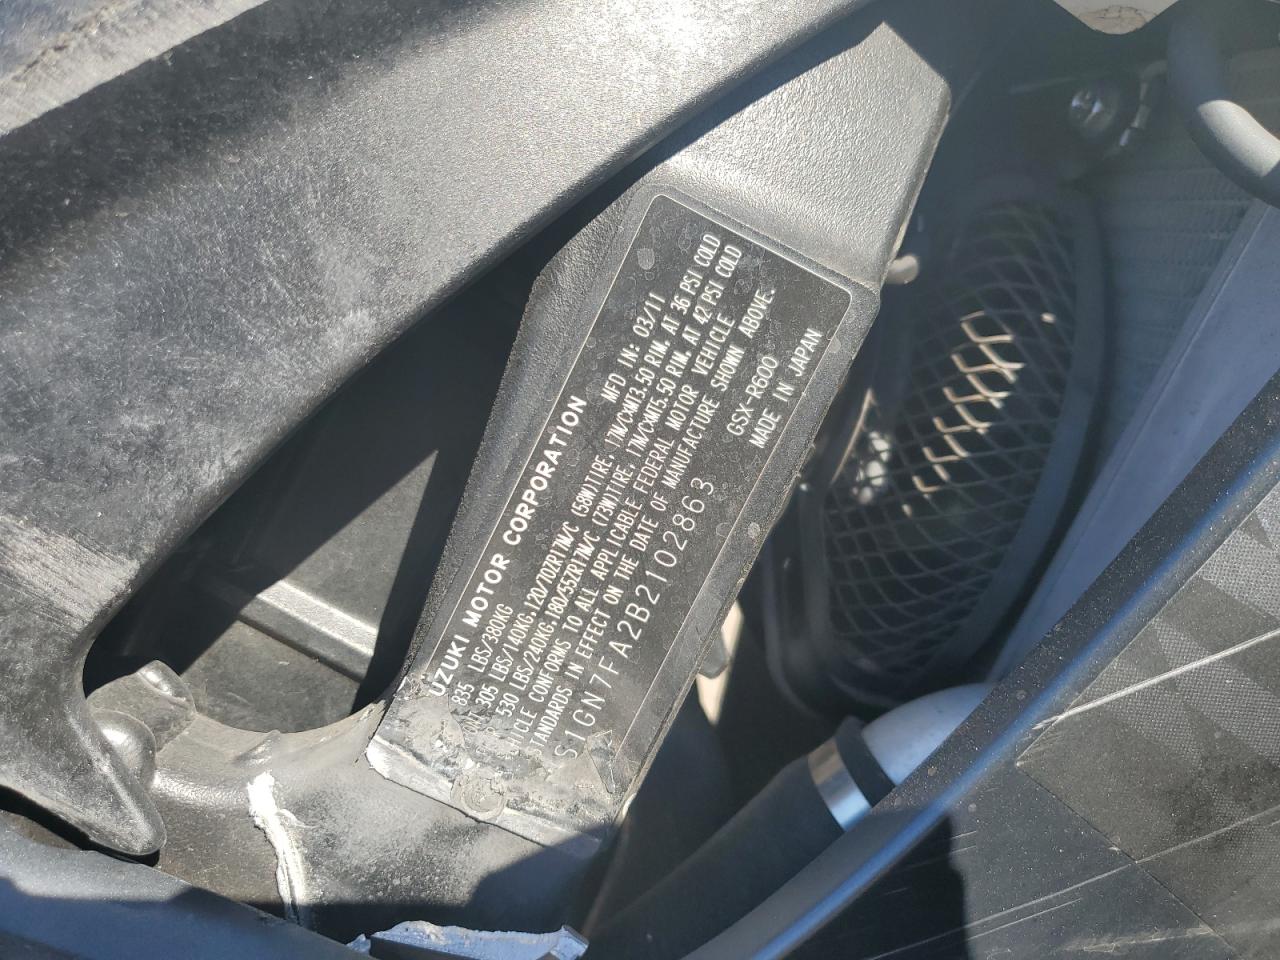 UZUKI MOTOR CORPORATION MFD IN: 03/11
835 LBS/380KG
305 LBS/140KG.120/70ZR17M/C (58W)TIRE. 17M/CxMT3.50 RIM. AT 36 PSI COLD
530 LBS/240KG.180/55ZR17M/C (73W)TIRE. 17M/CxMT5.50 RIM. AT 42 PSI COLD
ICLE CONFORMS TO ALL APPLICABLE FEDERAL MOTOR VEHICLE
STANDARDS IN EFFECT ON THE DATE OF MANUFACTURE SHOWN ABOVE.
S1GN7FA2B2102863 GSX-R600
MADE IN JAPAN